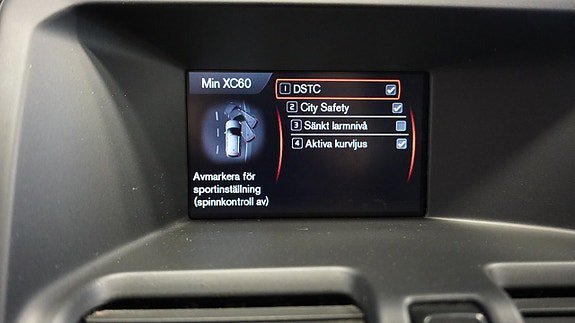 Min XC60
1 DSTC
2 City Safety
3 Sänkt larmnivå
4 Aktiva kurvljus
Avmarkera för
sportinställning
(spinnkontroll av)